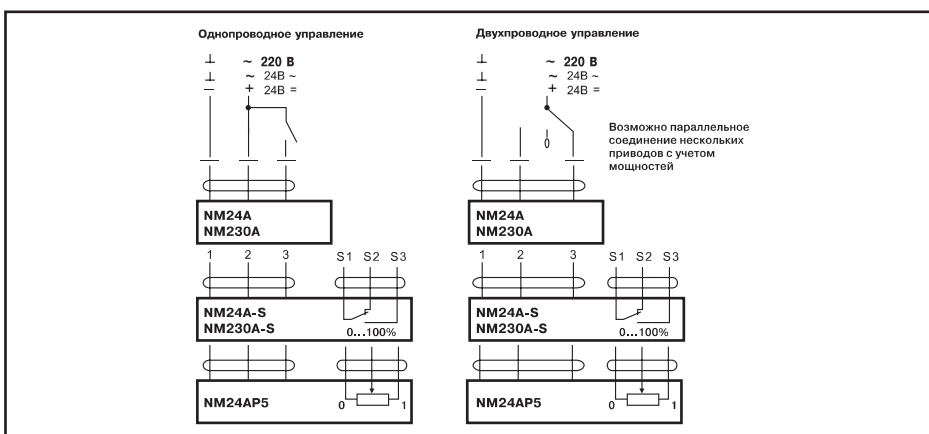 Однопроводное управление
~ 220 В
~ 24В ~
+ 24В =
NM24A
NM230A
1 2 3 S1 S2 S3
NM24A-S
NM230A-S
0...100%
NM24AP5
0 1
Двухпроводное управление
~ 220 В
~ 24В ~
+ 24В =
0
Возможно параллельное
соединение нескольких
приводов с учетом
мощностей
NM24A
NM230A
1 2 3 S1 S2 S3
NM24A-S
NM230A-S
0...100%
NM24AP5
0 1